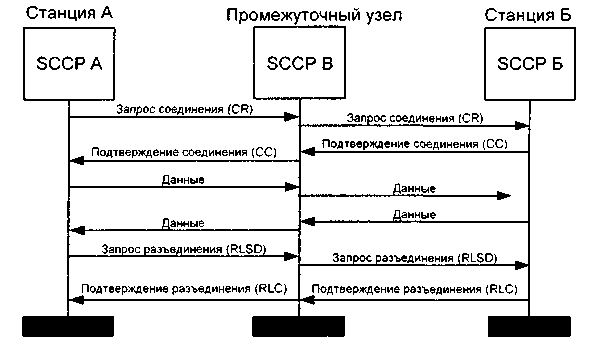 Станция А
Промежуточный узел
Станция Б
SCCP A
SCCP B
SCCP Б
Запрос соединения (CR)
Запрос соединения (CR)
Подтверждение соединения (CC)
Подтверждение соединения (CC)
Данные
Данные
Данные
Данные
Запрос разъединения (RLSD)
Запрос разъединения (RLSD)
Подтверждение разъединения (RLC)
Подтверждение разъединения (RLC)